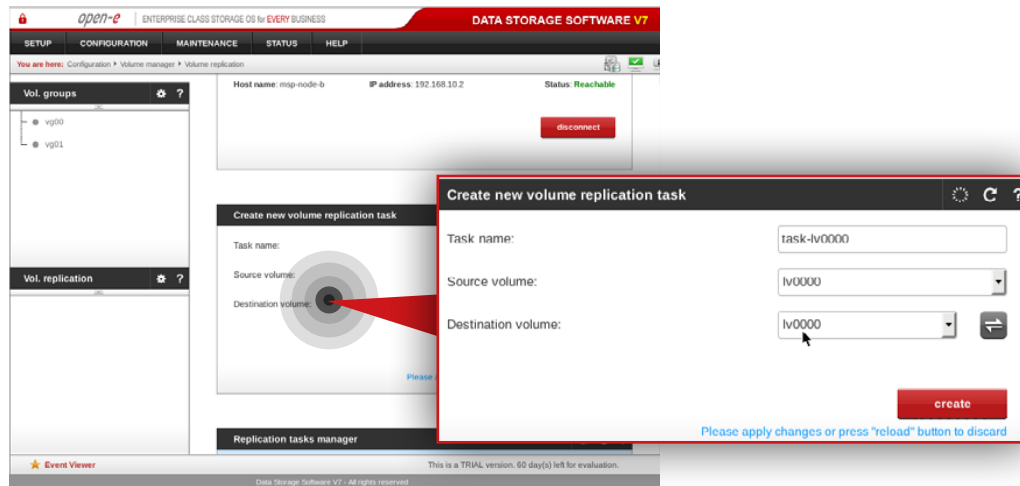 open-e ENTERPRISE CLASS STORAGE OS for EVERY BUSINESS DATA STORAGE SOFTWARE V7
SETUP CONFIGURATION MAINTENANCE STATUS HELP
You are here: Configuration Volume manager Volume replication
Vol. groups ?
vg00
vg01
Host name: msp-node-b IP address: 192.168.10.2 Status: Reachable
disconnect
Create new volume replication task
Task name:
Source volume:
Destination volume:
Please
Vol. replication ?
Replication tasks manager
Create new volume replication task ?
Task name: task-lv0000
Source volume: lv0000
Destination volume: lv0000
create
Please apply changes or press "reload" button to discard
Event Viewer This is a TRIAL version. 60 day(s) left for evaluation.
Data Storage Software V7 - All rights reserved